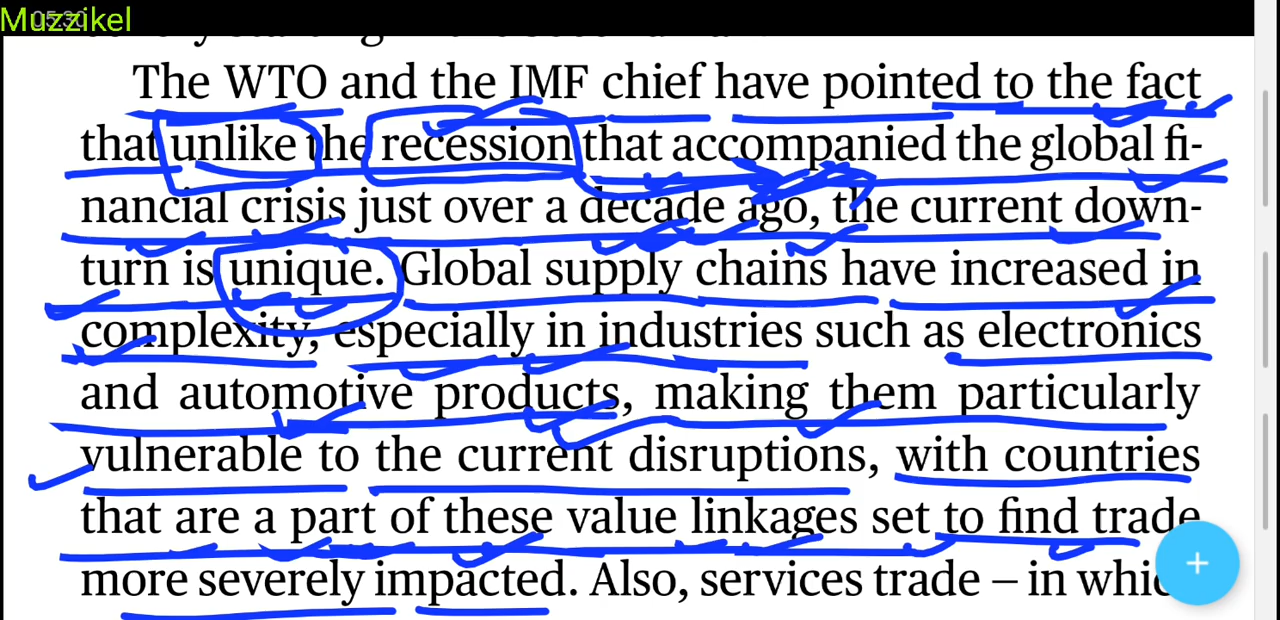 Muzzikel
05:30
The WTO and the IMF chief have pointed to the fact
that unlike the recession that accompanied the global fi-
nancial crisis just over a decade ago, the current down-
turn is unique. Global supply chains have increased in
complexity, especially in industries such as electronics
and automotive products, making them particularly
vulnerable to the current disruptions, with countries
that are a part of these value linkages set to find trade
more severely impacted. Also, services trade – in